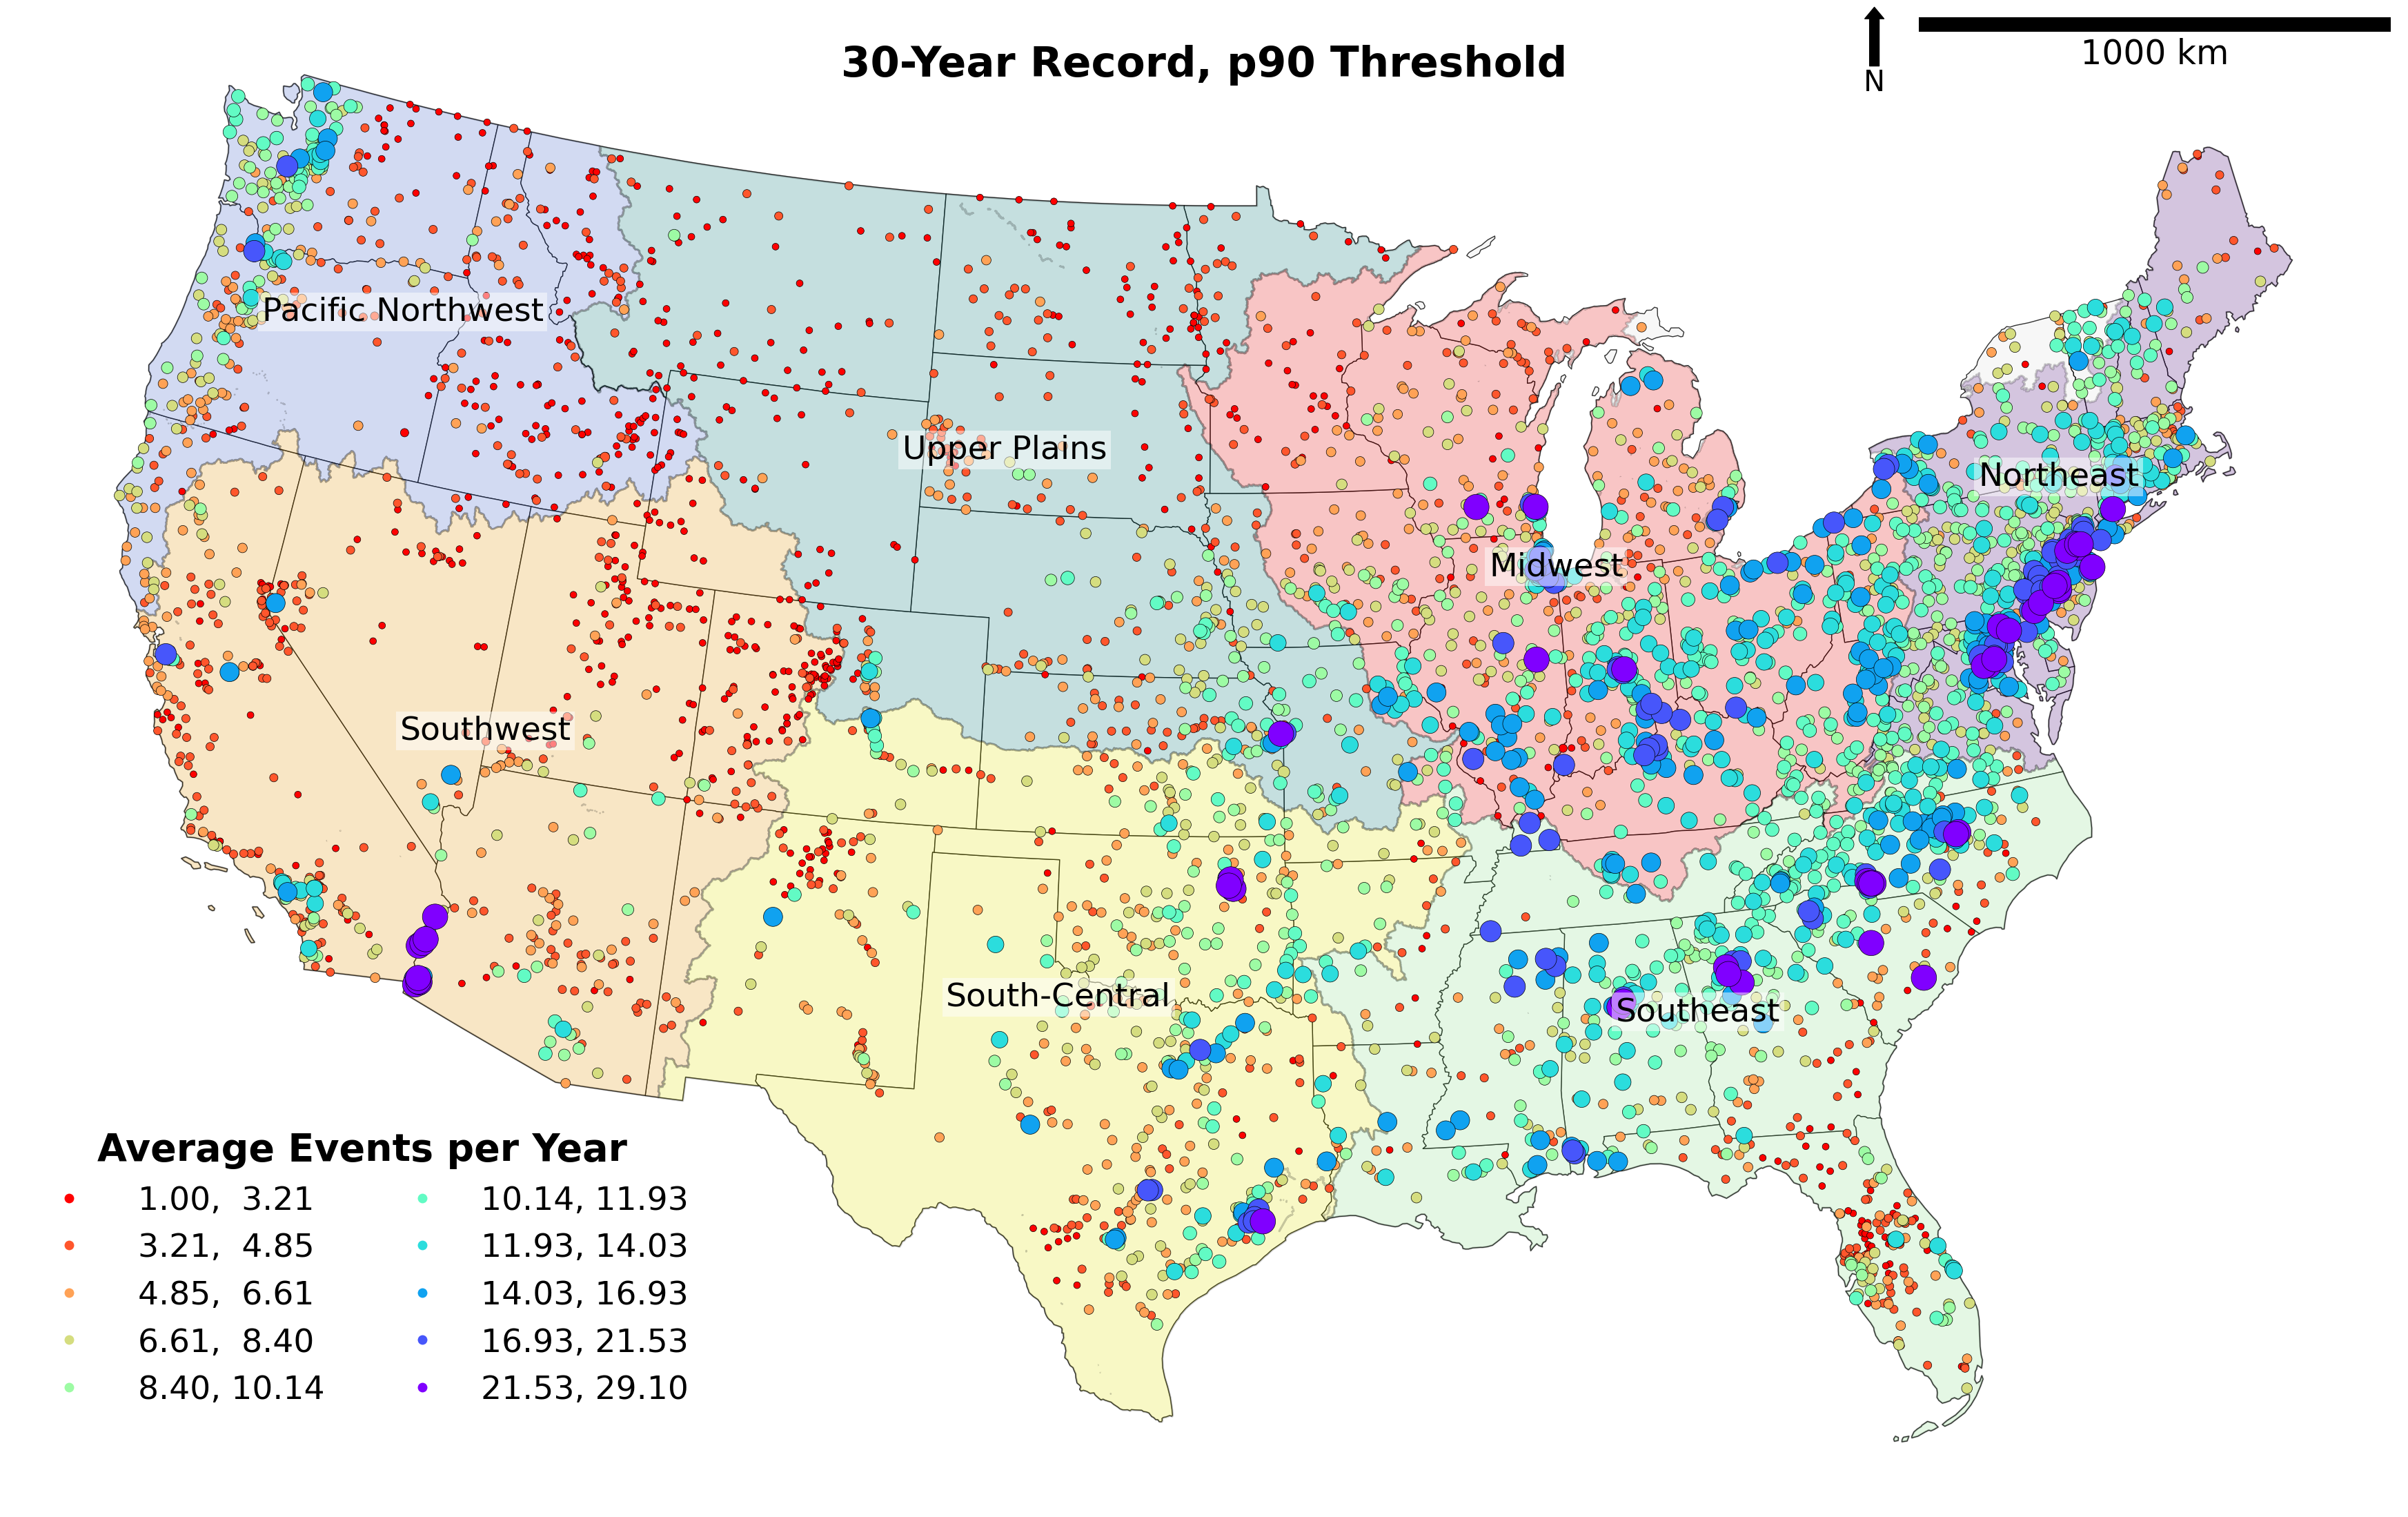 30-Year Record, p90 Threshold
N
1000 km
Pacific Northwest
Upper Plains
Northeast
Midwest
Southwest
South-Central
Southeast
Average Events per Year
1.00, 3.21
3.21, 4.85
4.85, 6.61
6.61, 8.40
8.40, 10.14
10.14, 11.93
11.93, 14.03
14.03, 16.93
16.93, 21.53
21.53, 29.10